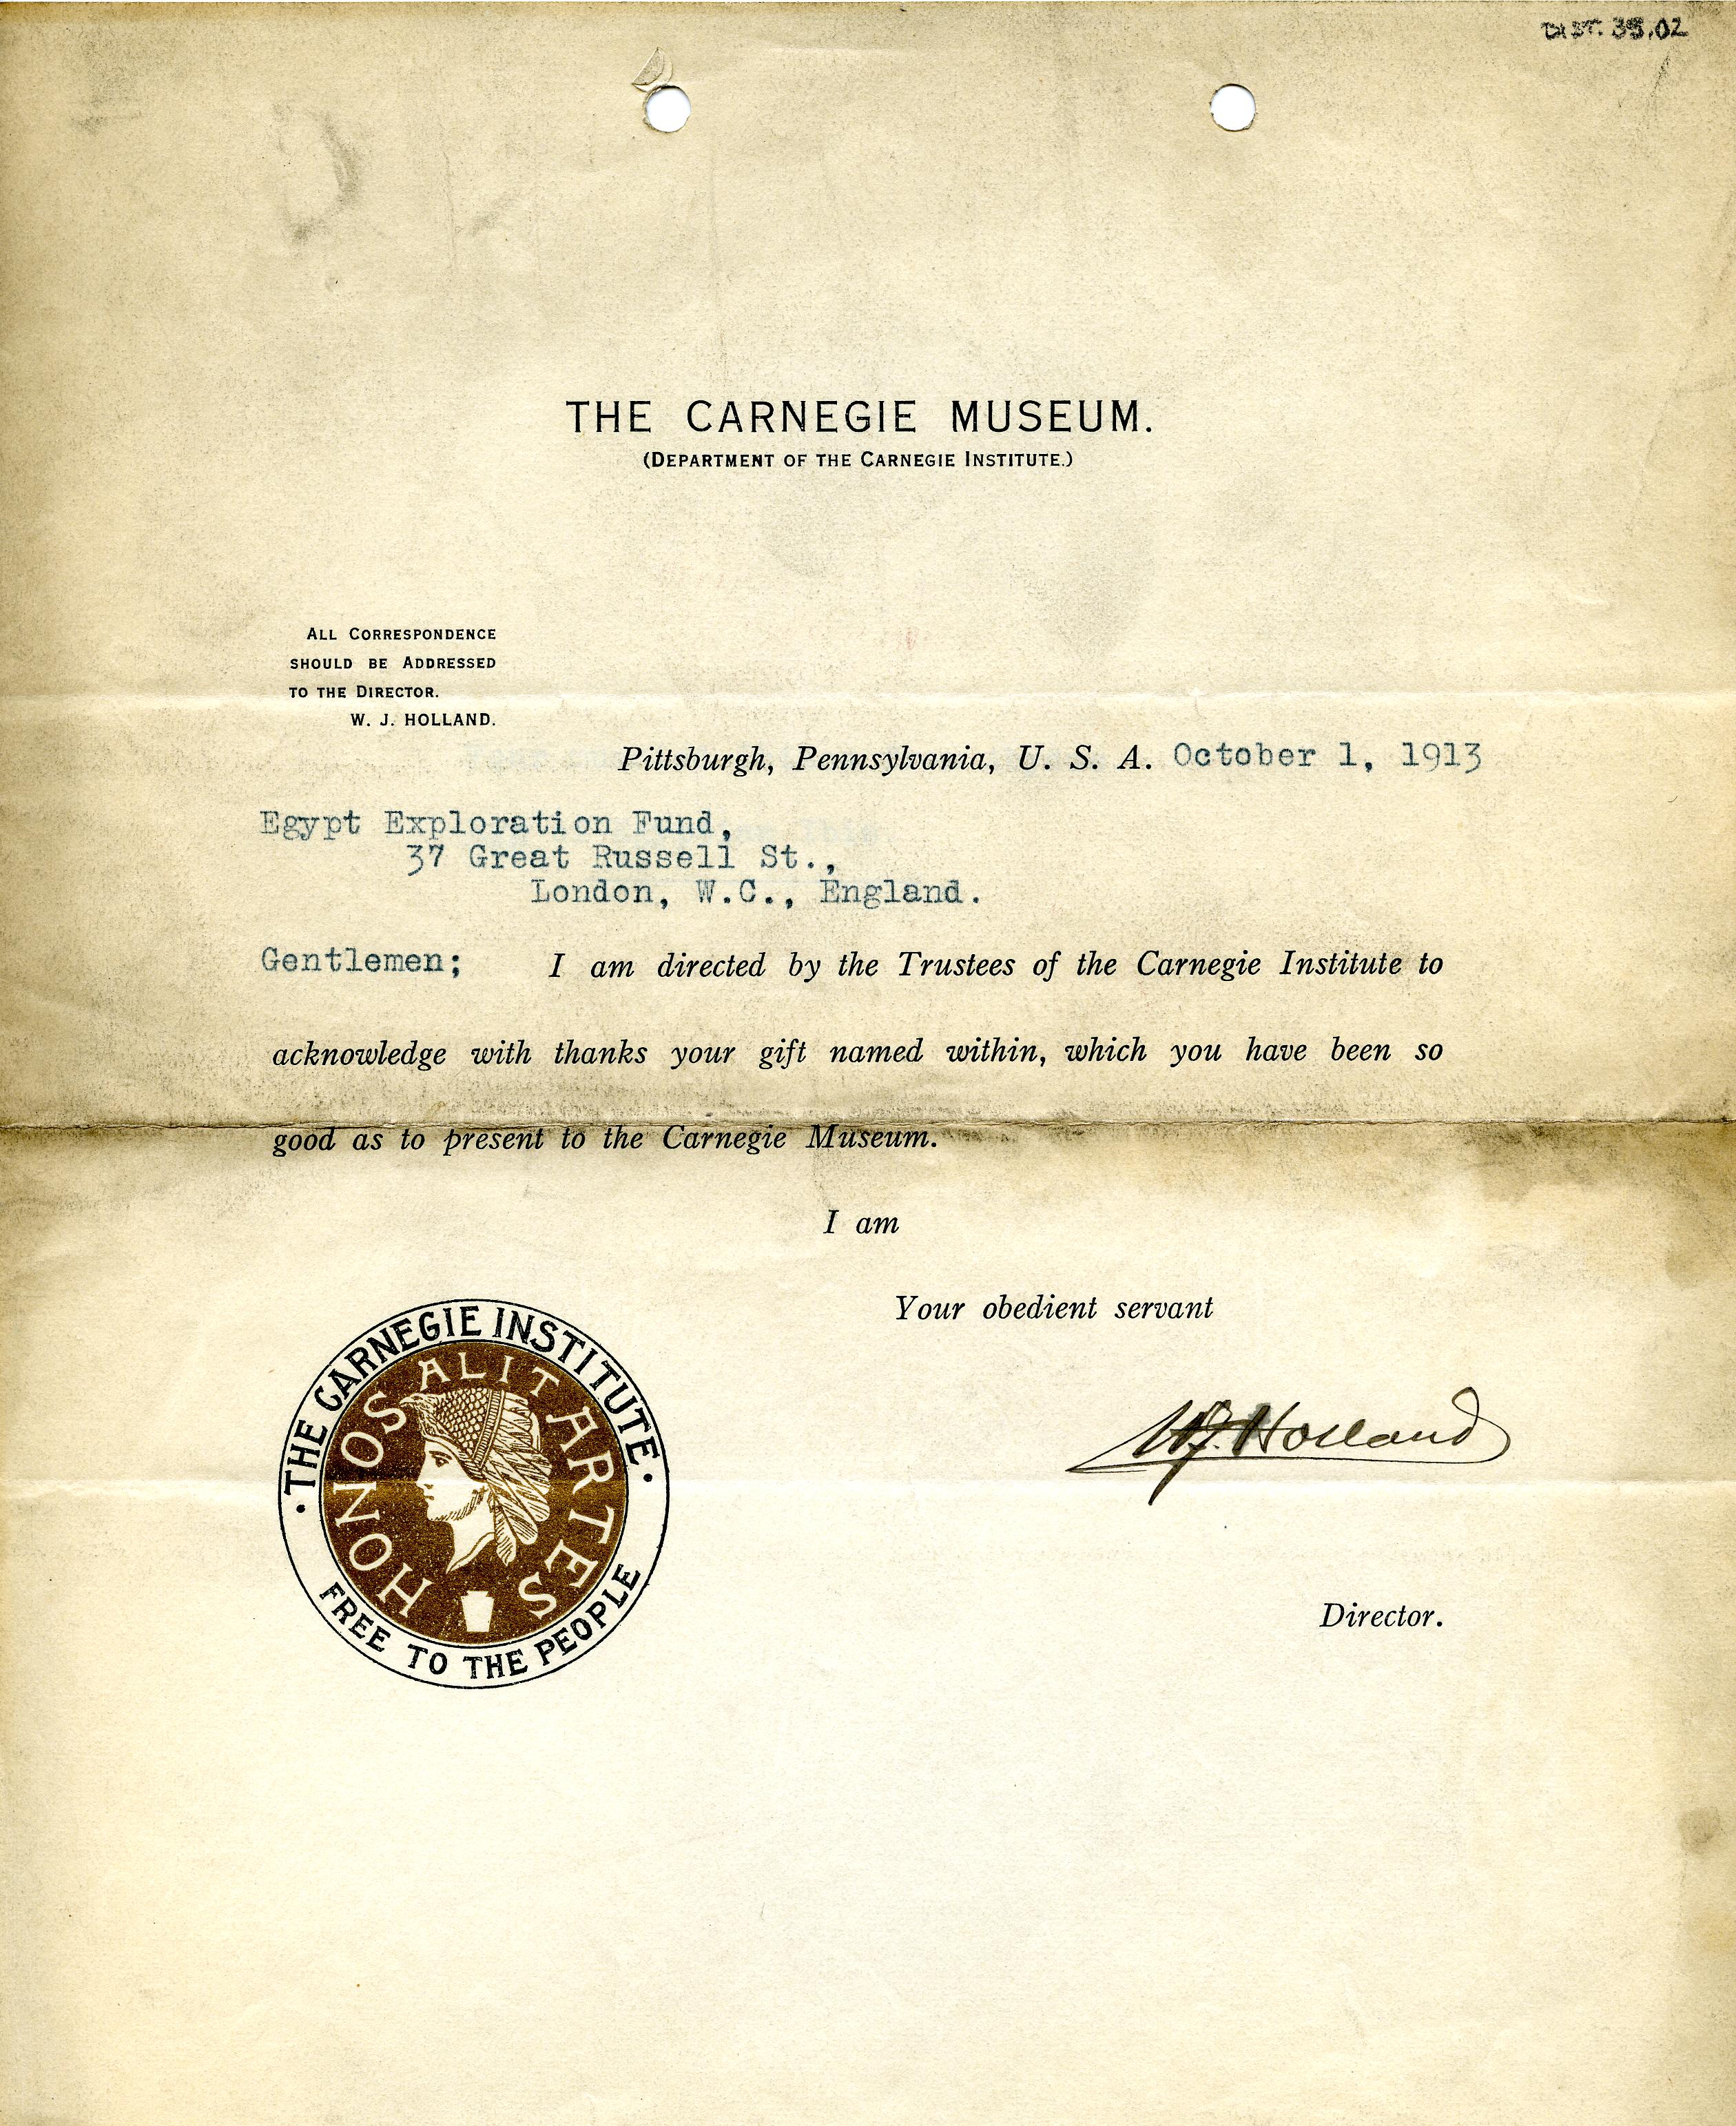 DIST. 35.02
THE CARNEGIE MUSEUM.
(DEPARTMENT OF THE CARNEGIE INSTITUTE.)
ALL CORRESPONDENCE
SHOULD BE ADDRESSED
TO THE DIRECTOR.
W. J. HOLLAND.
Pittsburgh, Pennsylvania, U. S. A. October 1, 1913
Egypt Exploration Fund,
37 Great Russell St.,
London, W.C., England.
Gentlemen; I am directed by the Trustees of the Carnegie Institute to
acknowledge with thanks your gift named within, which you have been so
good as to present to the Carnegie Museum.
I am
Your obedient servant
W. J. Holland
Director.
· THE CARNEGIE INSTITUTE ·
FREE TO THE PEOPLE
HONOS ALIT ARTES